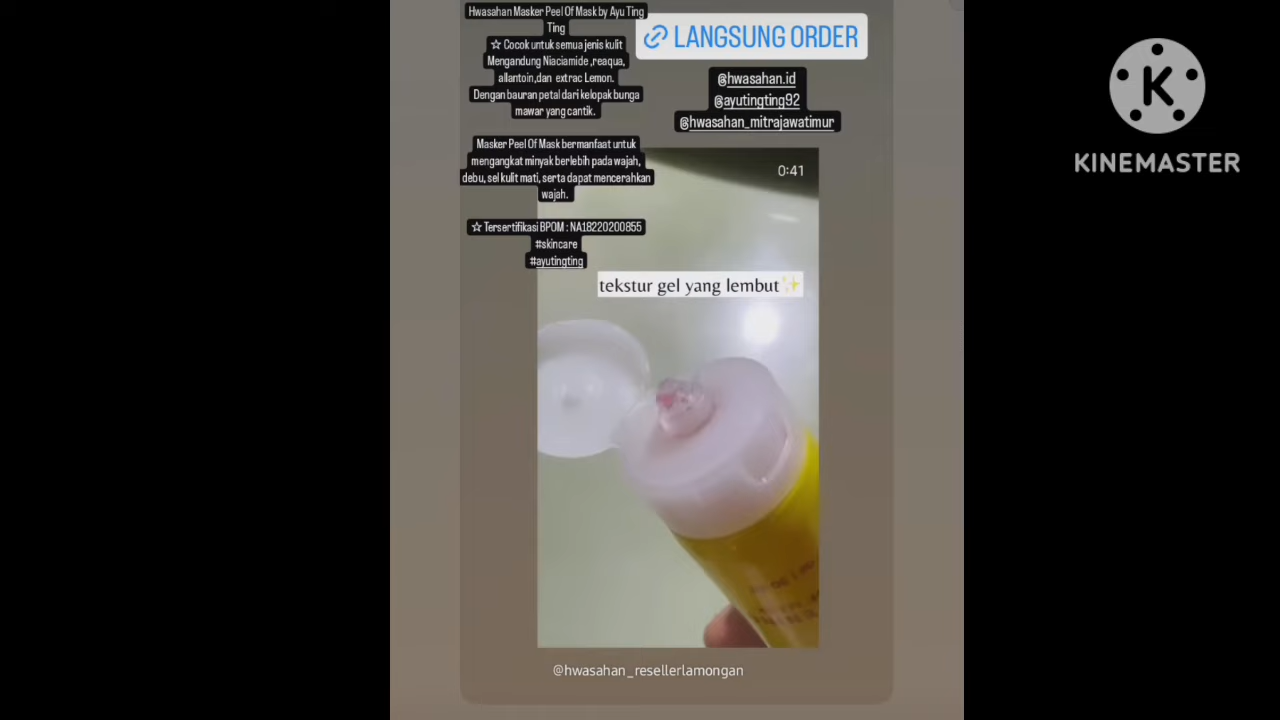 Hwasahan Masker Peel Of Mask by Ayu Ting
Ting
☆ Cocok untuk semua jenis kulit
Mengandung Niaciamide ,reaqua,
allantoin,dan extrac Lemon.
Dengan bauran petal dari kelopak bunga
mawar yang cantik.
Masker Peel Of Mask bermanfaat untuk
mengangkat minyak berlebih pada wajah,
debu, sel kulit mati, serta dapat mencerahkan
wajah.
☆ Tersertifikasi BPOM : NA18220200855
#skincare
#ayutingting
LANGSUNG ORDER
@hwasahan.id
@ayutingting92
@hwasahan_mitrajawatimur
0:41
tekstur gel yang lembut✨
@hwasahan_resellerlamongan
K
KINEMASTER